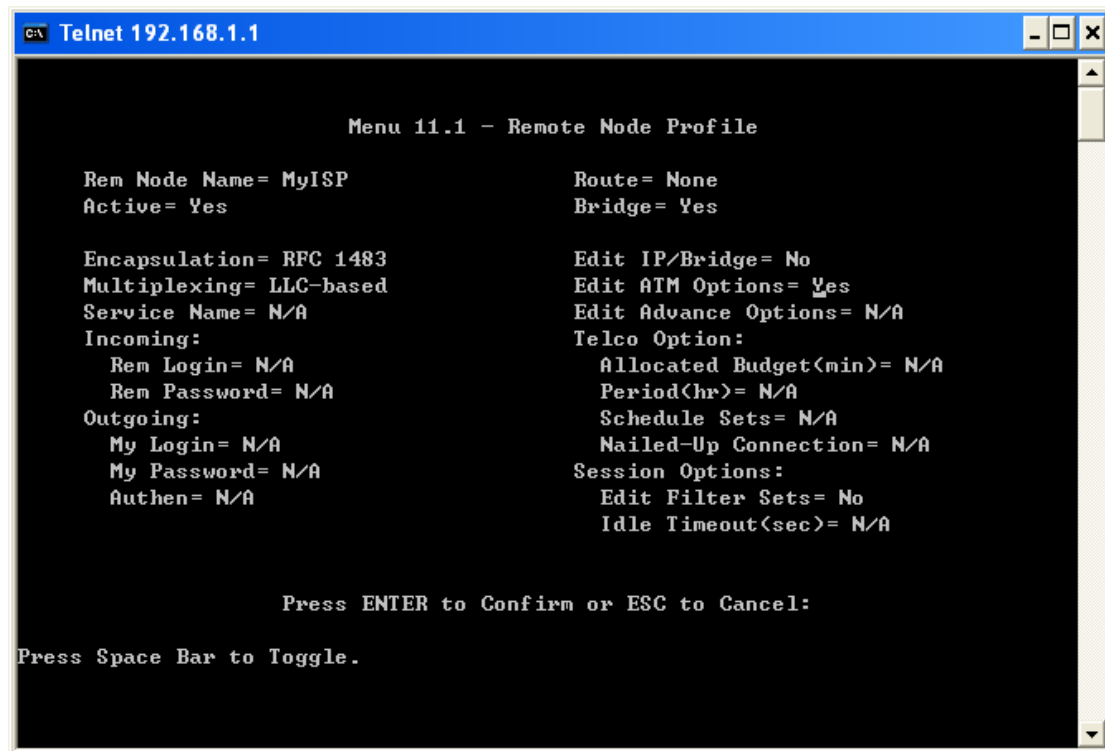 Telnet 192.168.1.1
Menu 11.1 - Remote Node Profile
Rem Node Name= MyISP Route= None
Active= Yes Bridge= Yes
Encapsulation= RFC 1483 Edit IP/Bridge= No
Multiplexing= LLC-based Edit ATM Options= Yes
Service Name= N/A Edit Advance Options= N/A
Incoming: Telco Option:
Rem Login= N/A Allocated Budget(min)= N/A
Rem Password= N/A Period(hr)= N/A
Outgoing: Schedule Sets= N/A
My Login= N/A Nailed-Up Connection= N/A
My Password= N/A Session Options:
Authen= N/A Edit Filter Sets= No
Idle Timeout(sec)= N/A
Press ENTER to Confirm or ESC to Cancel:
Press Space Bar to Toggle.